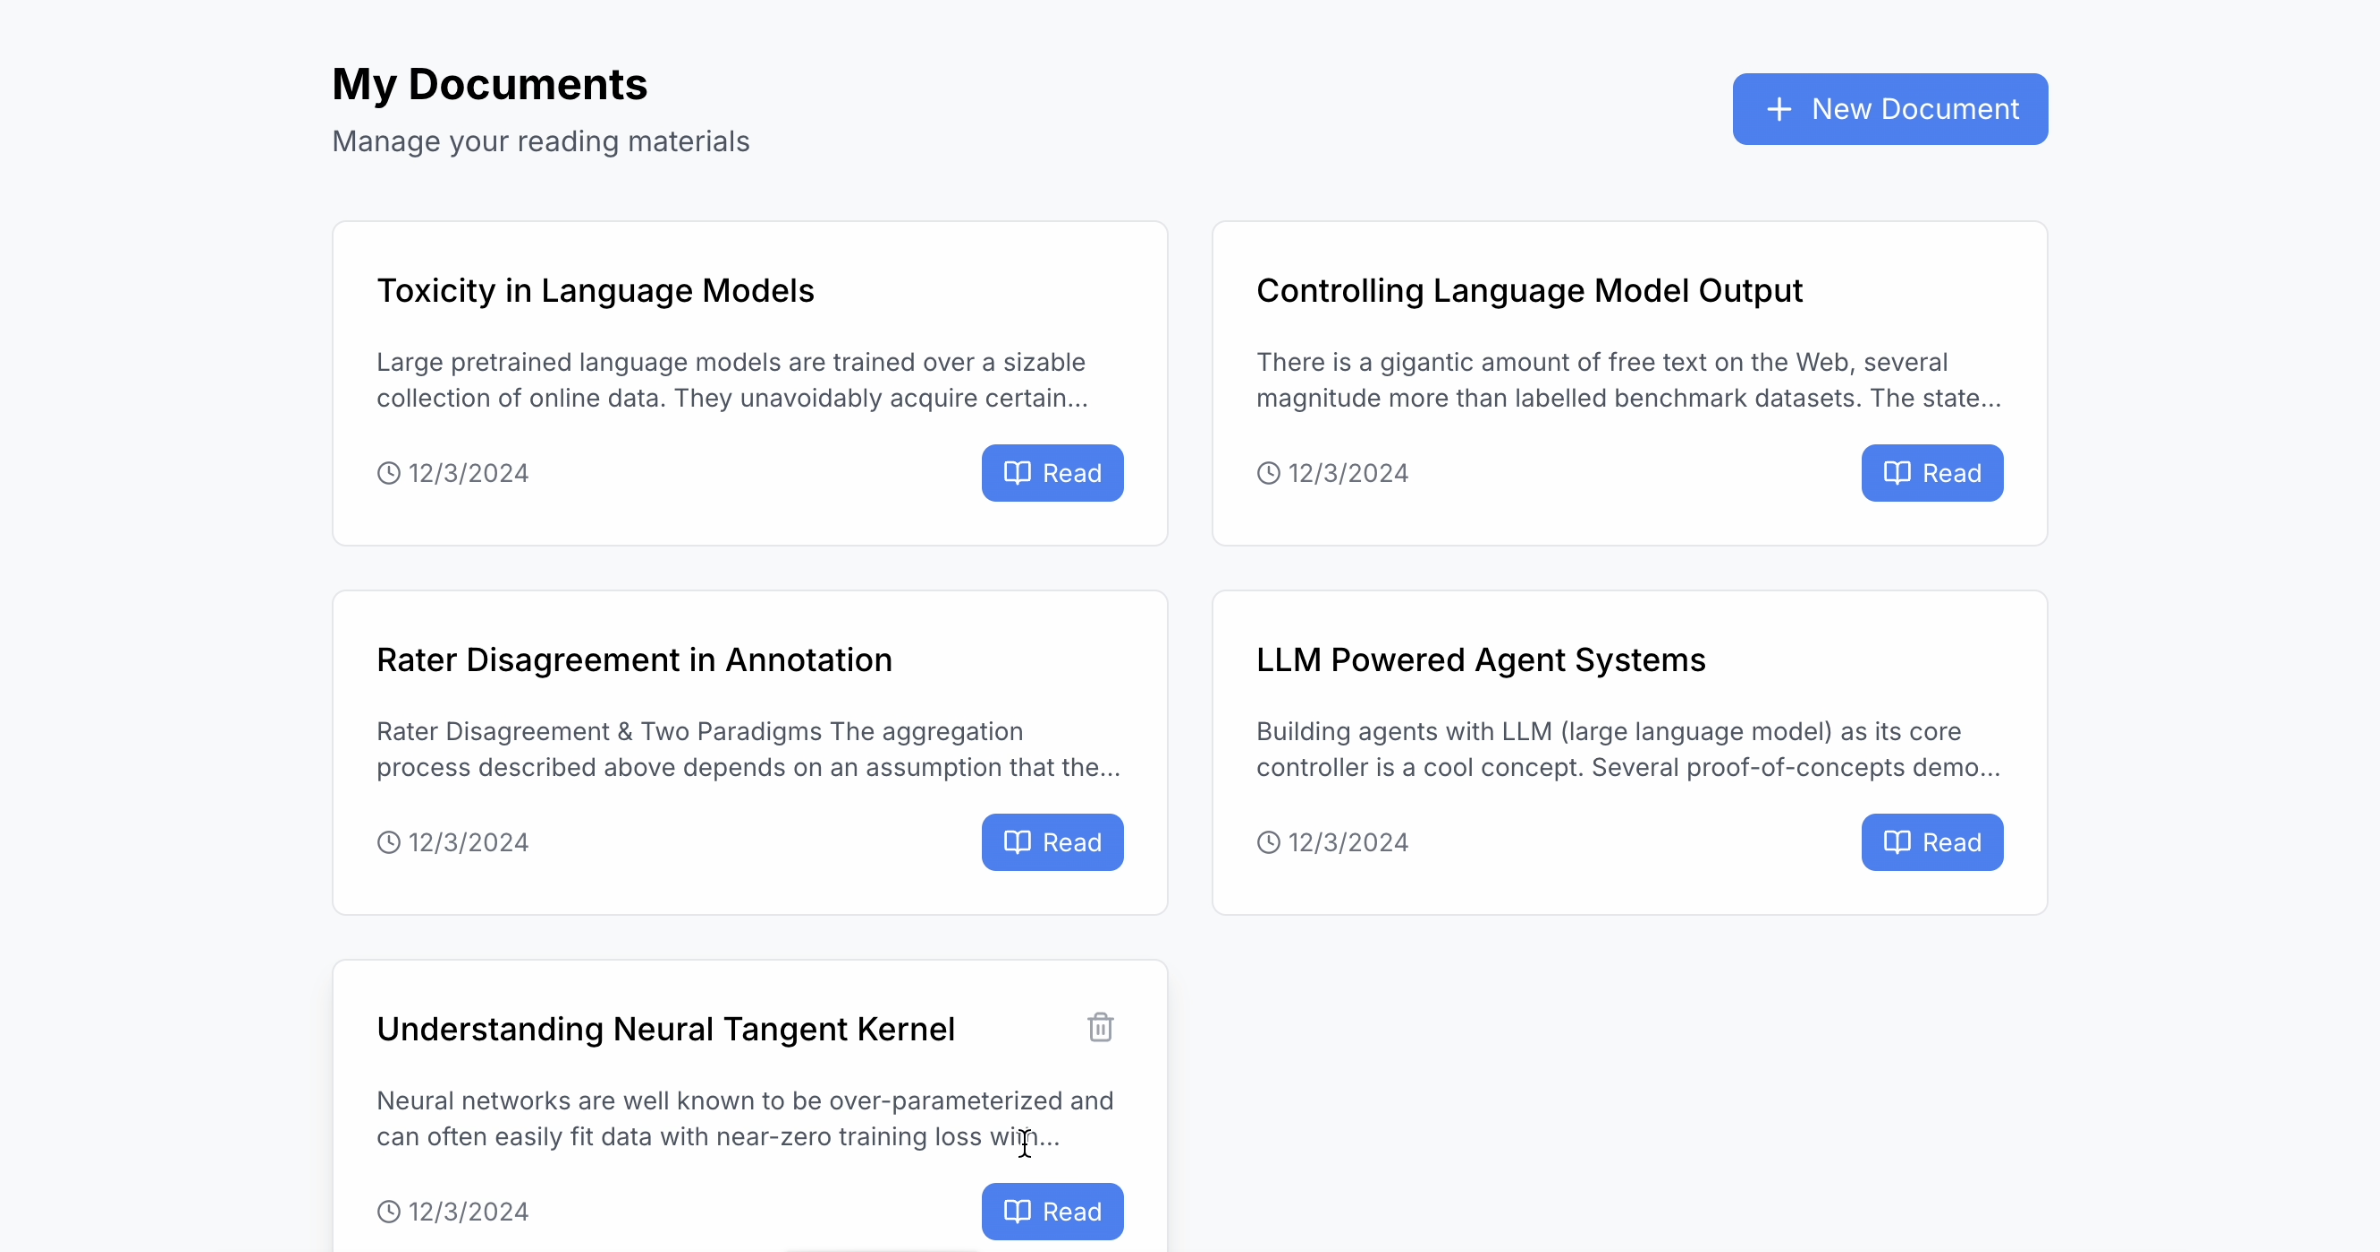 My Documents
Manage your reading materials
New Document
Toxicity in Language Models
Large pretrained language models are trained over a sizable
collection of online data. They unavoidably acquire certain...
12/3/2024
Read
Controlling Language Model Output
There is a gigantic amount of free text on the Web, several
magnitude more than labelled benchmark datasets. The state...
12/3/2024
Read
Rater Disagreement in Annotation
Rater Disagreement & Two Paradigms The aggregation
process described above depends on an assumption that the...
12/3/2024
Read
LLM Powered Agent Systems
Building agents with LLM (large language model) as its core
controller is a cool concept. Several proof-of-concepts demo...
12/3/2024
Read
Understanding Neural Tangent Kernel
Neural networks are well known to be over-parameterized and
can often easily fit data with near-zero training loss with...
12/3/2024
Read